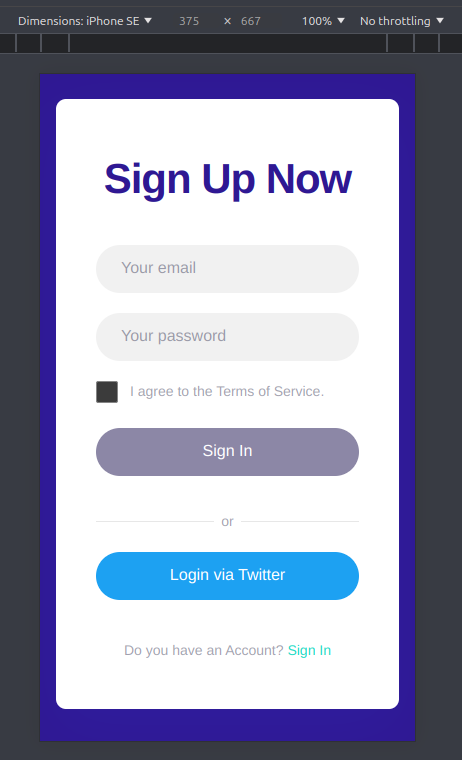 Dimensions: iPhone SE 375 × 667 100% No throttling
Sign Up Now
Your email
Your password
I agree to the Terms of Service.
Sign In
or
Login via Twitter
Do you have an Account? Sign In